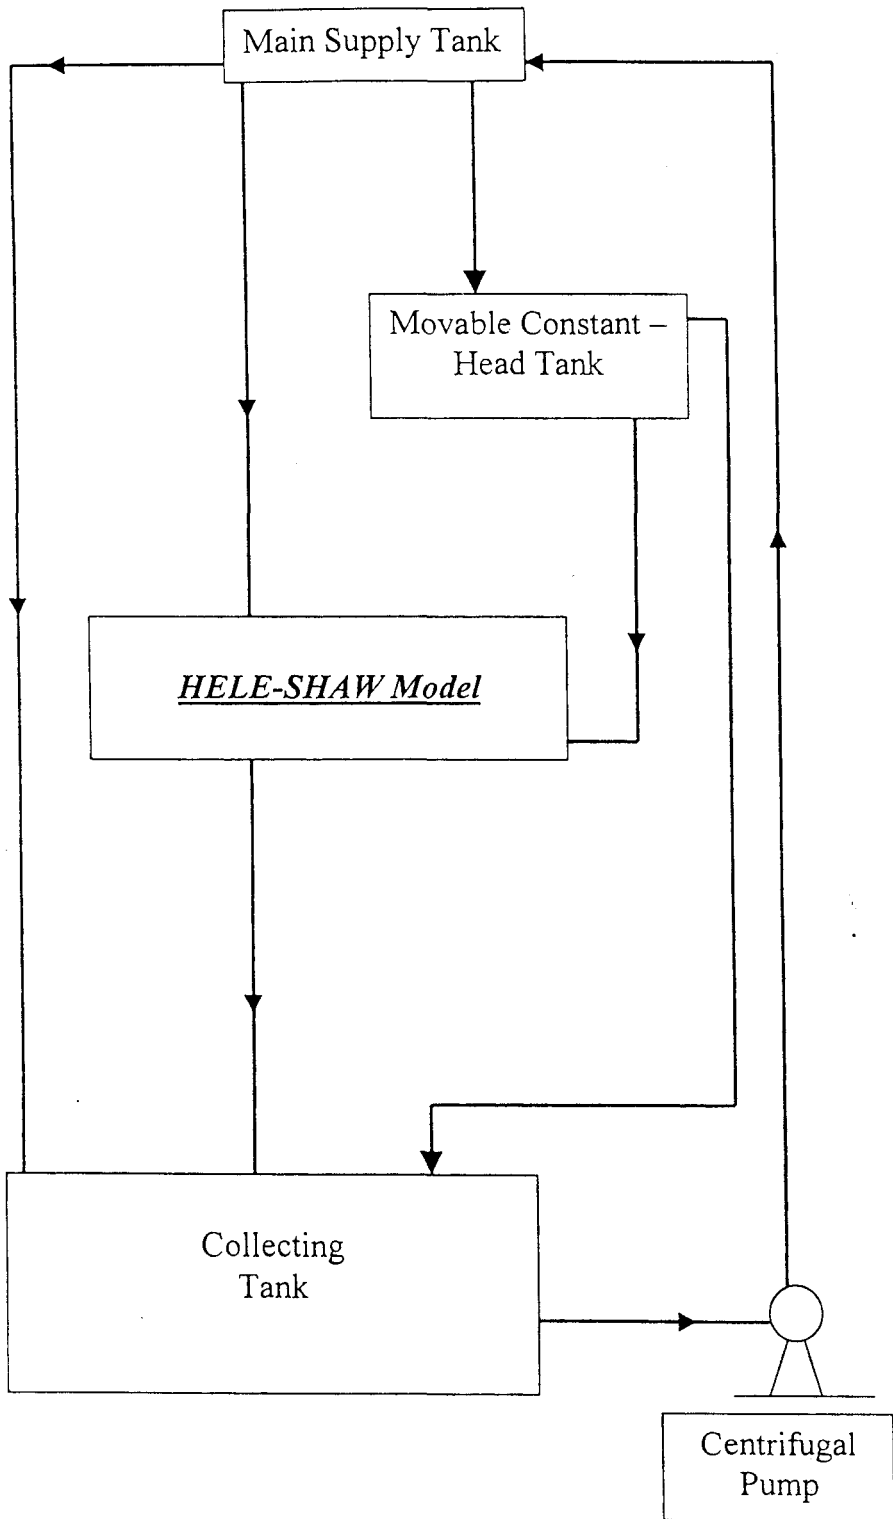 Main Supply Tank
Movable Constant –
Head Tank
HELE-SHAW Model
Collecting
Tank
Centrifugal
Pump